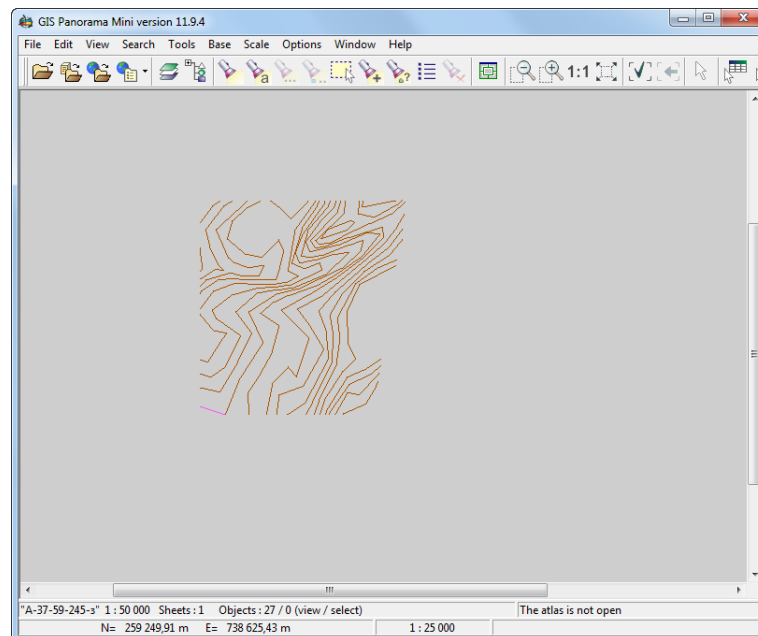 GIS Panorama Mini version 11.9.4
File Edit View Search Tools Base Scale Options Window Help
a ? 1:1
"A-37-59-245-s" 1 : 50 000 Sheets : 1 Objects : 27 / 0 (view / select) The atlas is not open
N= 259 249,91 m E= 738 625,43 m 1 : 25 000